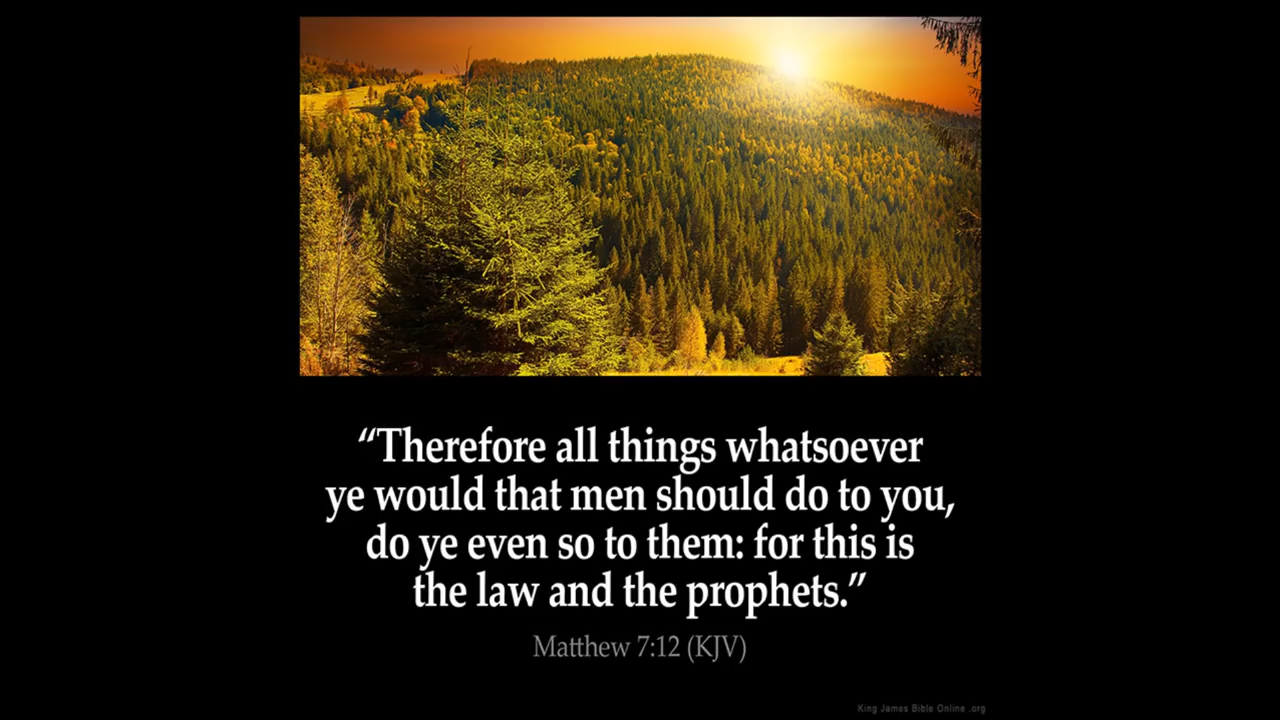 “Therefore all things whatsoever
ye would that men should do to you,
do ye even so to them: for this is
the law and the prophets.”
Matthew 7:12 (KJV)
King James Bible Online .org